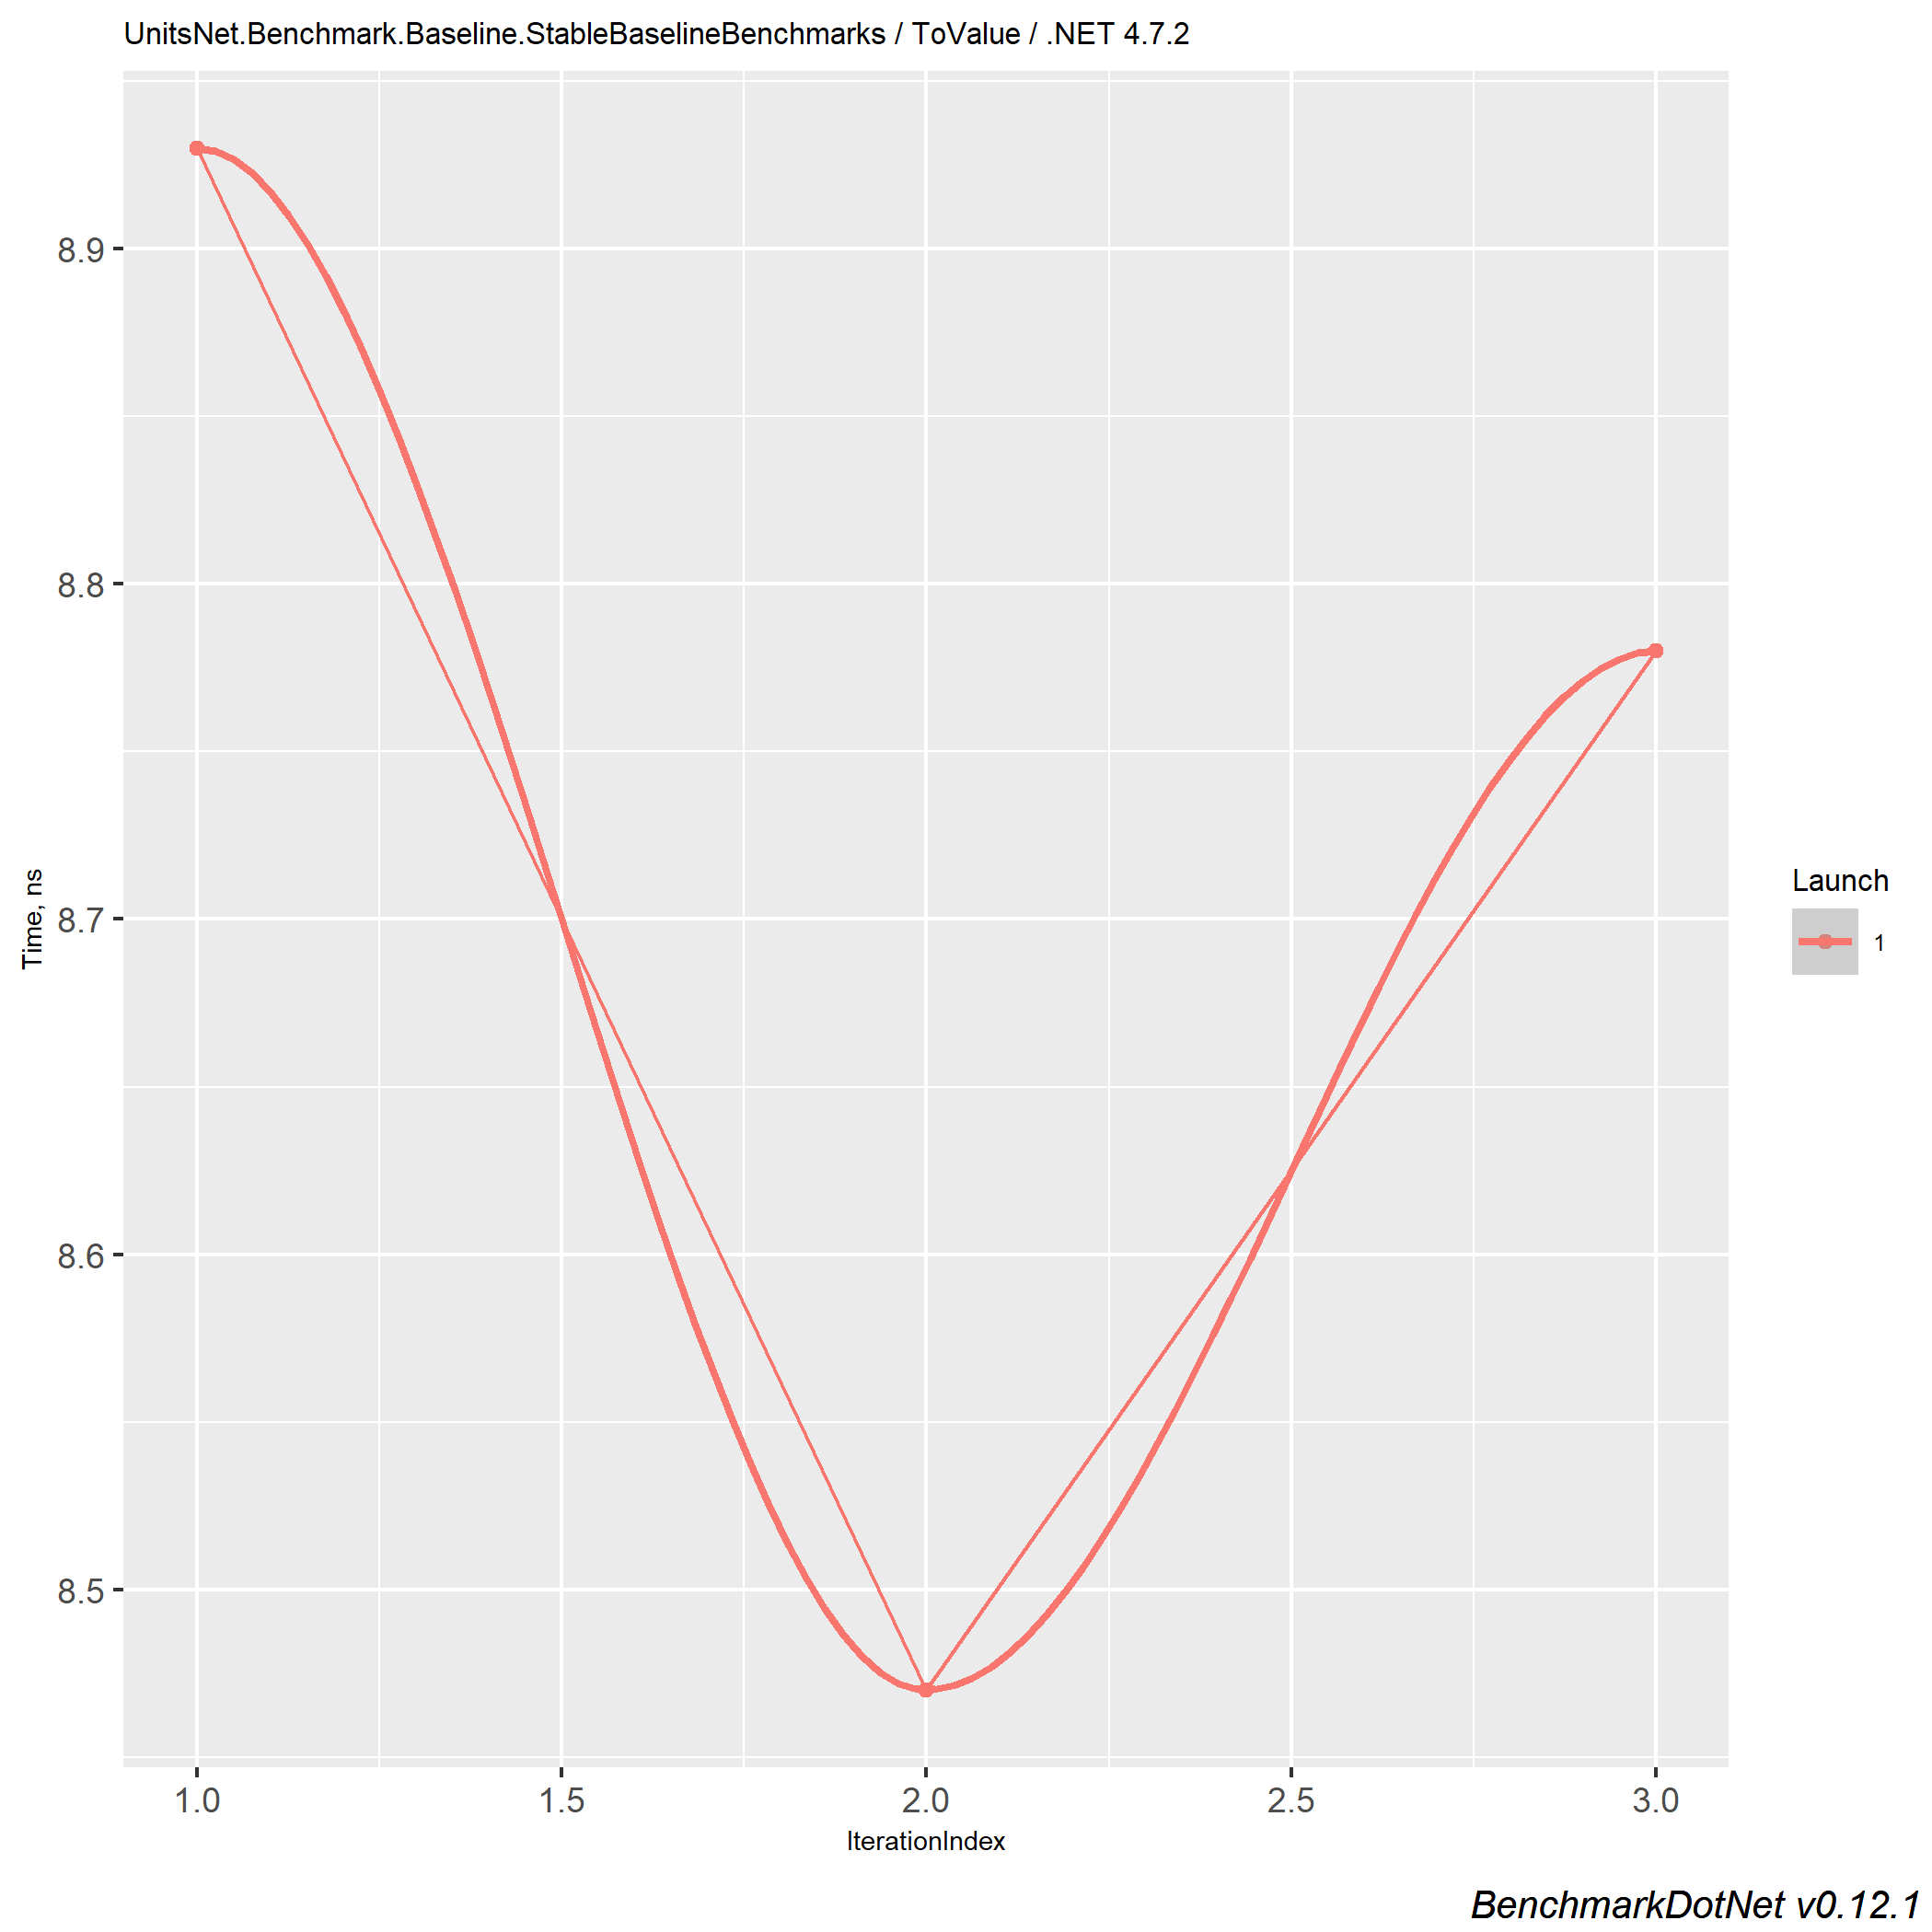 UnitsNet.Benchmark.Baseline.StableBaselineBenchmarks / ToValue / .NET 4.7.2
8.9
8.8
8.7
8.6
8.5
Time, ns
1.0 1.5 2.0 2.5 3.0
IterationIndex
Launch
1
BenchmarkDotNet v0.12.1